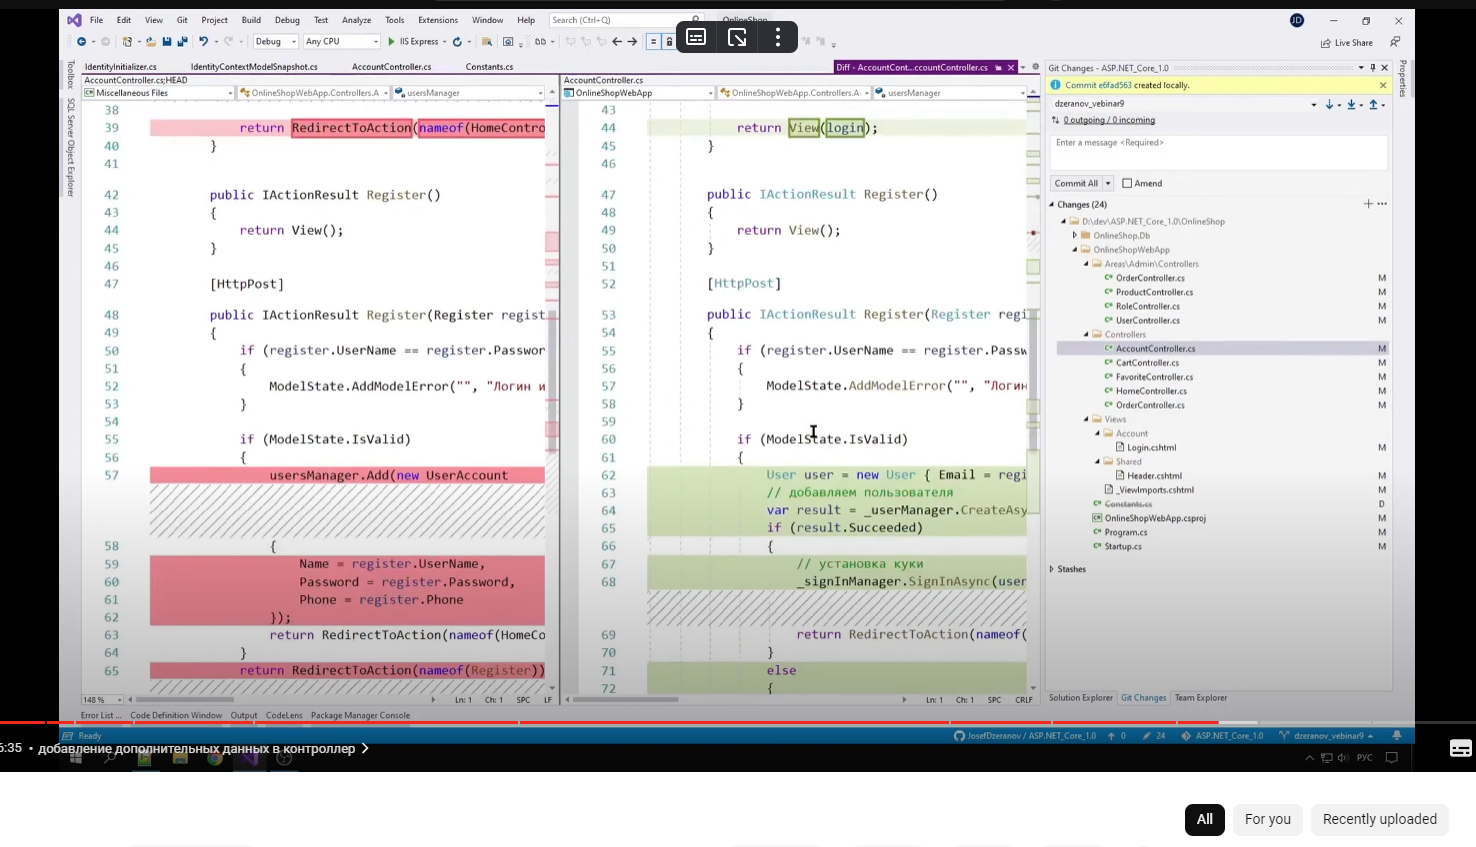 File Edit View Git Project Build Debug Test Analyze Tools Extensions Window Help Search (Ctrl+Q) OnlineShop JD
Debug Any CPU IIS Express Live Share
IdentityInitializer.cs IdentityContextModelSnapshot.cs AccountController.cs Constants.cs Diff - AccountCont...ccountController.cs
Toolbox
SQL Server Object Explorer
AccountController.cs;HEAD
Miscellaneous Files OnlineShopWebApp.Controllers.A usersManager
38
39 return RedirectToAction(nameof(HomeContro
40 }
41
42 public IActionResult Register()
43 {
44 return View();
45 }
46
47 [HttpPost]
48 public IActionResult Register(Register regist
49 {
50 if (register.UserName == register.Passwor
51 {
52 ModelState.AddModelError("", "Логин и
53 }
54
55 if (ModelState.IsValid)
56 {
57 usersManager.Add(new UserAccount
58 {
59 Name = register.UserName,
60 Password = register.Password,
61 Phone = register.Phone
62 });
63 return RedirectToAction(nameof(HomeCo
64 }
65 return RedirectToAction(nameof(Register))
148 % Ln: 1 Ch: 1 SPC LF
AccountController.cs
OnlineShopWebApp OnlineShopWebApp.Controllers.A usersManager
43
44 return View(login);
45 }
46
47 public IActionResult Register()
48 {
49 return View();
50 }
51
52 [HttpPost]
53 public IActionResult Register(Register regi
54 {
55 if (register.UserName == register.Passw
56 {
57 ModelState.AddModelError("", "Логин
58 }
59
60 if (ModelState.IsValid)
61 {
62 User user = new User { Email = regi
63 // добавляем пользователя
64 var result = _userManager.CreateAsy
65 if (result.Succeeded)
66 {
67 // установка куки
68 _signInManager.SignInAsync(user
69 return RedirectToAction(nameof(
70 }
71 else
72 {
Ln: 1 Ch: 1 SPC CRLF
Git Changes - ASP.NET_Core_1.0
Commit e6fad563 created locally.
dzeranov_vebinar9
0 outgoing / 0 incoming
Enter a message <Required>
Commit All Amend
Changes (24)
D:\dev\ASP.NET_Core_1.0\OnlineShop
OnlineShop.Db
OnlineShopWebApp
Areas\Admin\Controllers
OrderController.cs M
ProductController.cs M
RoleController.cs M
UserController.cs M
Controllers
AccountController.cs M
CartController.cs M
FavoriteController.cs M
HomeController.cs M
OrderController.cs M
Views
Account
Login.cshtml M
Shared
Header.cshtml M
_ViewImports.cshtml M
Constants.cs D
OnlineShopWebApp.csproj M
Program.cs M
Startup.cs M
Stashes
Properties
Solution Explorer Git Changes Team Explorer
Error List ... Code Definition Window Output CodeLens Package Manager Console
Ready JosefDzeranov / ASP.NET_Core_1.0 0 24 ASP.NET_Core_1.0 dzeranov_vebinar9
6:35 • добавление дополнительных данных в контроллер
РУС
All For you Recently uploaded